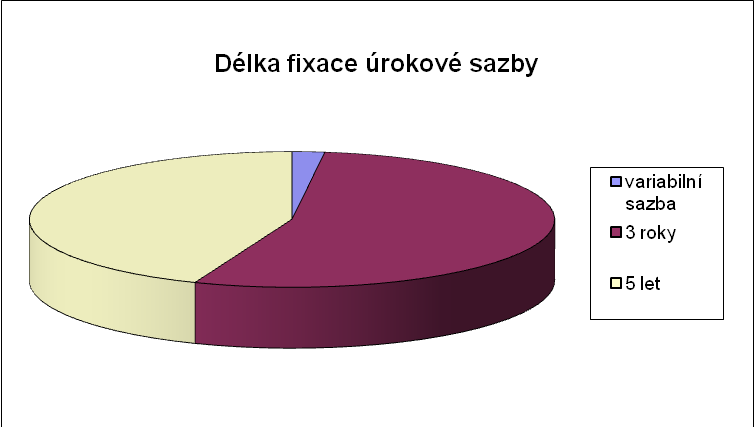 Délka fixace úrokové sazby
variabilní
sazba
3 roky
5 let